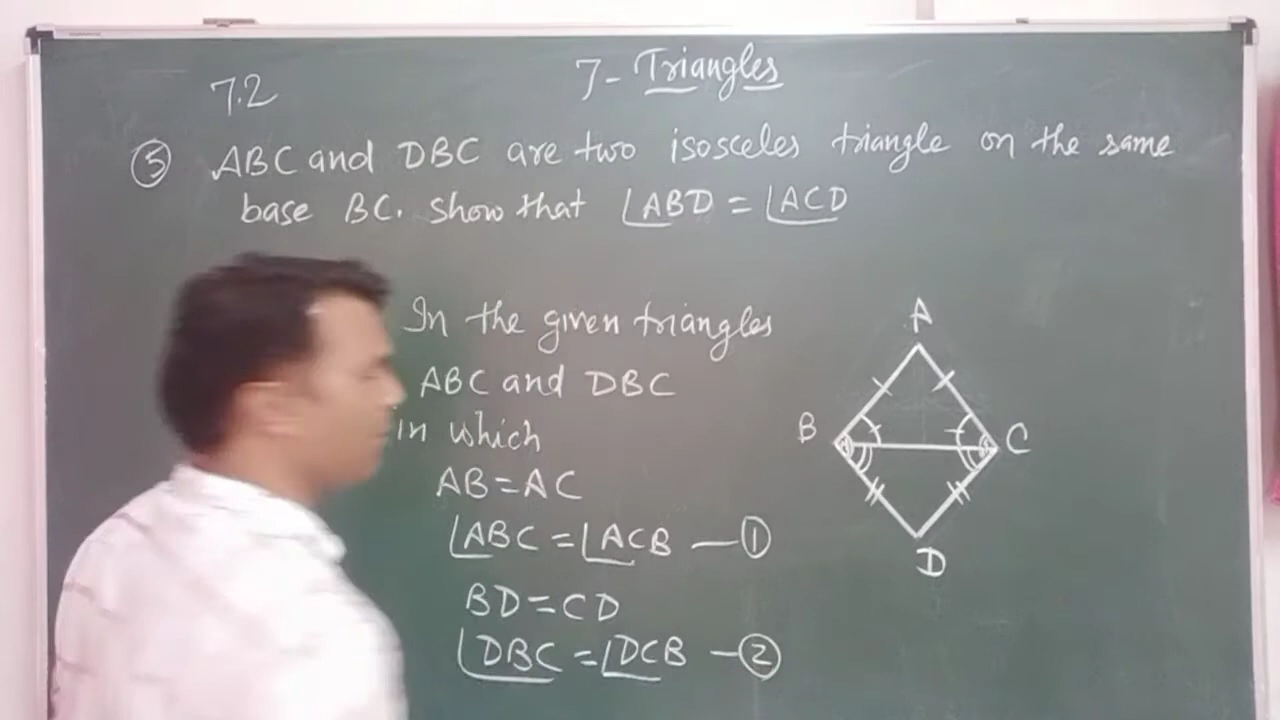 7.2
7- Triangles
⑤ ABC and DBC are two isosceles triangle on the same
base BC. Show that ∠ABD = ∠ACD
In the given triangles
ABC and DBC
in which
AB=AC
∠ABC = ∠ACB —①
BD=CD
∠DBC = ∠DCB —②
A
B
C
D